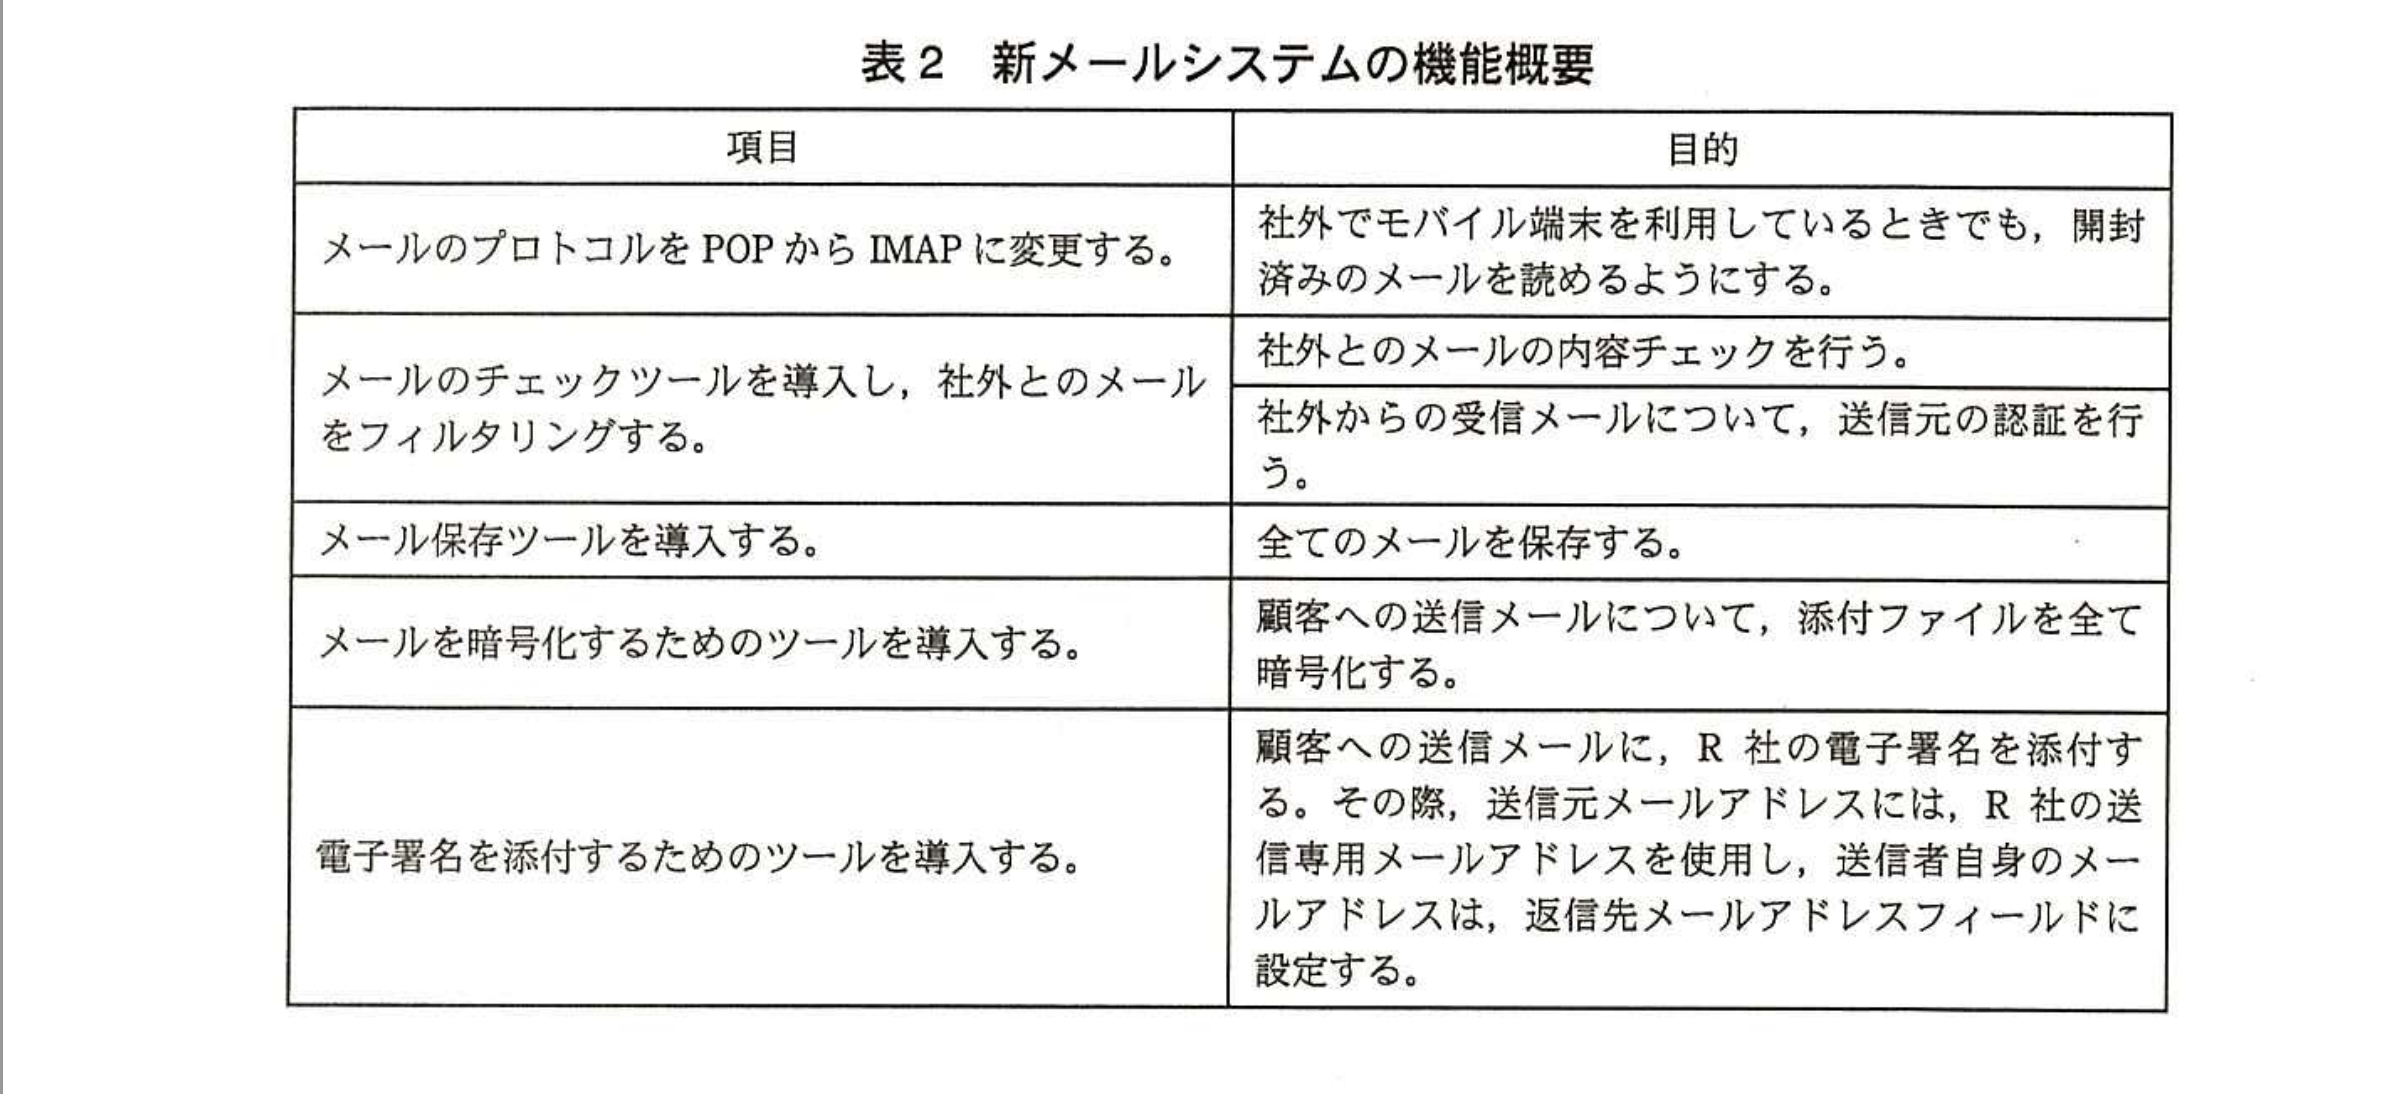 表2 新メールシステムの機能概要
項目
目的
メールのプロトコルを POP から IMAP に変更する。
社外でモバイル端末を利用しているときでも，開封
済みのメールを読めるようにする。
メールのチェックツールを導入し，社外とのメール
をフィルタリングする。
社外とのメールの内容チェックを行う。
社外からの受信メールについて，送信元の認証を行
う。
メール保存ツールを導入する。
全てのメールを保存する。
メールを暗号化するためのツールを導入する。
顧客への送信メールについて，添付ファイルを全て
暗号化する。
電子署名を添付するためのツールを導入する。
顧客への送信メールに，R 社の電子署名を添付す
る。その際，送信元メールアドレスには，R 社の送
信専用メールアドレスを使用し，送信者自身のメー
ルアドレスは，返信先メールアドレスフィールドに
設定する。